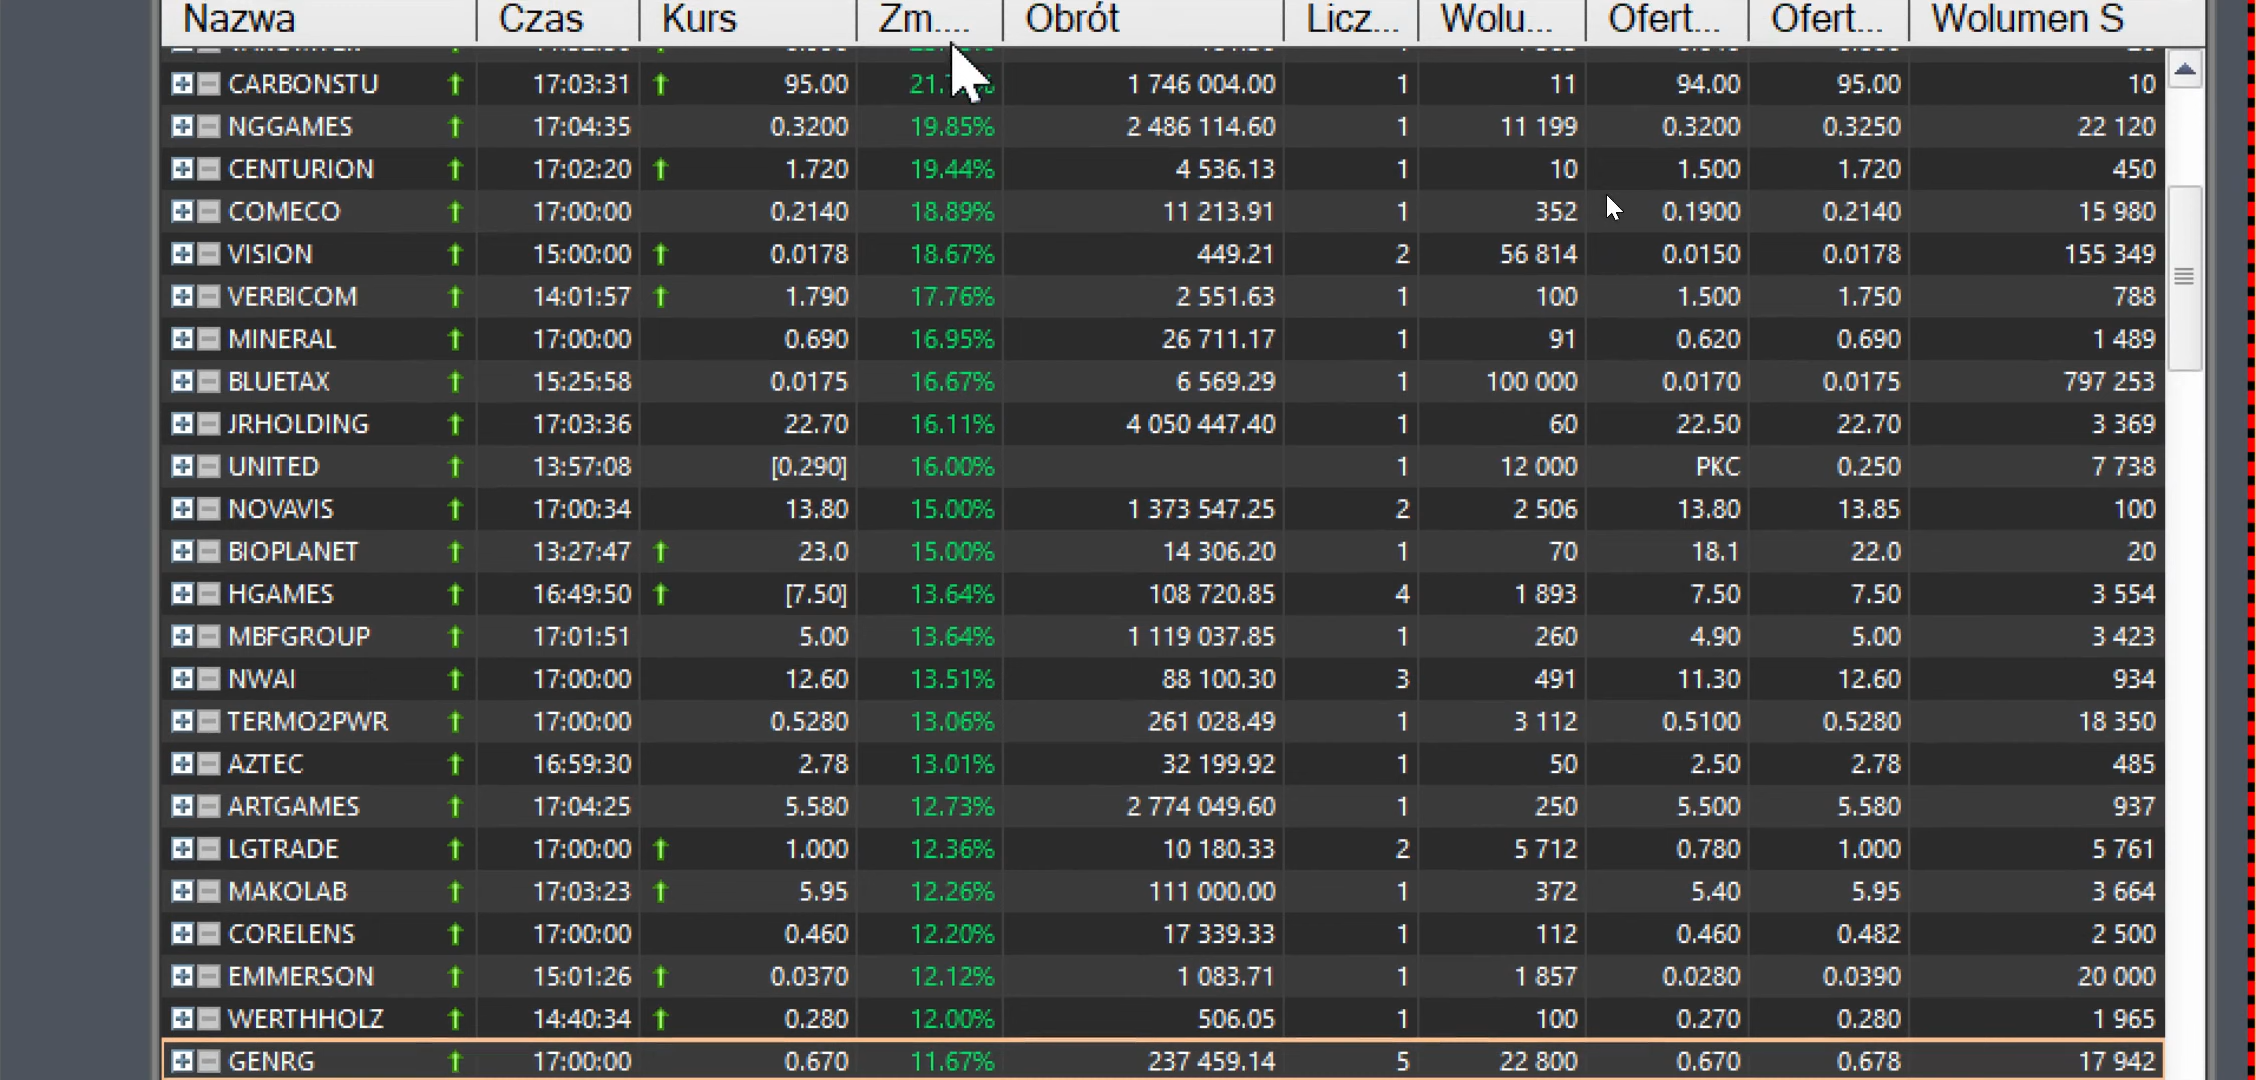 Nazwa Czas Kurs Zm.... Obrót Licz... Wolu... Ofert... Ofert... Wolumen S
CARBONSTU 17:03:31 95.00 1 746 004.00 1 11 94.00 95.00 10
NGGAMES 17:04:35 0.3200 19.85% 2 486 114.60 1 11 199 0.3200 0.3250 22 120
CENTURION 17:02:20 1.720 19.44% 4 536.13 1 10 1.500 1.720 450
COMECO 17:00:00 0.2140 18.89% 11 213.91 1 352 0.1900 0.2140 15 980
VISION 15:00:00 0.0178 18.67% 449.21 2 56 814 0.0150 0.0178 155 349
VERBICOM 14:01:57 1.790 17.76% 2 551.63 1 100 1.500 1.750 788
MINERAL 17:00:00 0.690 16.95% 26 711.17 1 91 0.620 0.690 1 489
BLUETAX 15:25:58 0.0175 16.67% 6 569.29 1 100 000 0.0170 0.0175 797 253
JRHOLDING 17:03:36 22.70 16.11% 4 050 447.40 1 60 22.50 22.70 3 369
UNITED 13:57:08 [0.290] 16.00% 1 12 000 PKC 0.250 7 738
NOVAVIS 17:00:34 13.80 15.00% 1 373 547.25 2 2 506 13.80 13.85 100
BIOPLANET 13:27:47 23.0 15.00% 14 306.20 1 70 18.1 22.0 20
HGAMES 16:49:50 [7.50] 13.64% 108 720.85 4 1 893 7.50 7.50 3 554
MBFGROUP 17:01:51 5.00 13.64% 1 119 037.85 1 260 4.90 5.00 3 423
NWAI 17:00:00 12.60 13.51% 88 100.30 3 491 11.30 12.60 934
TERMO2PWR 17:00:00 0.5280 13.06% 261 028.49 1 3 112 0.5100 0.5280 18 350
AZTEC 16:59:30 2.78 13.01% 32 199.92 1 50 2.50 2.78 485
ARTGAMES 17:04:25 5.580 12.73% 2 774 049.60 1 250 5.500 5.580 937
LGTRADE 17:00:00 1.000 12.36% 10 180.33 2 5 712 0.780 1.000 5 761
MAKOLAB 17:03:23 5.95 12.26% 111 000.00 1 372 5.40 5.95 3 664
CORELENS 17:00:00 0.460 12.20% 17 339.33 1 112 0.460 0.482 2 500
EMMERSON 15:01:26 0.0370 12.12% 1 083.71 1 1 857 0.0280 0.0390 20 000
WERTHHOLZ 14:40:34 0.280 12.00% 506.05 1 100 0.270 0.280 1 965
GENRG 17:00:00 0.670 11.67% 237 459.14 5 22 800 0.670 0.678 17 942